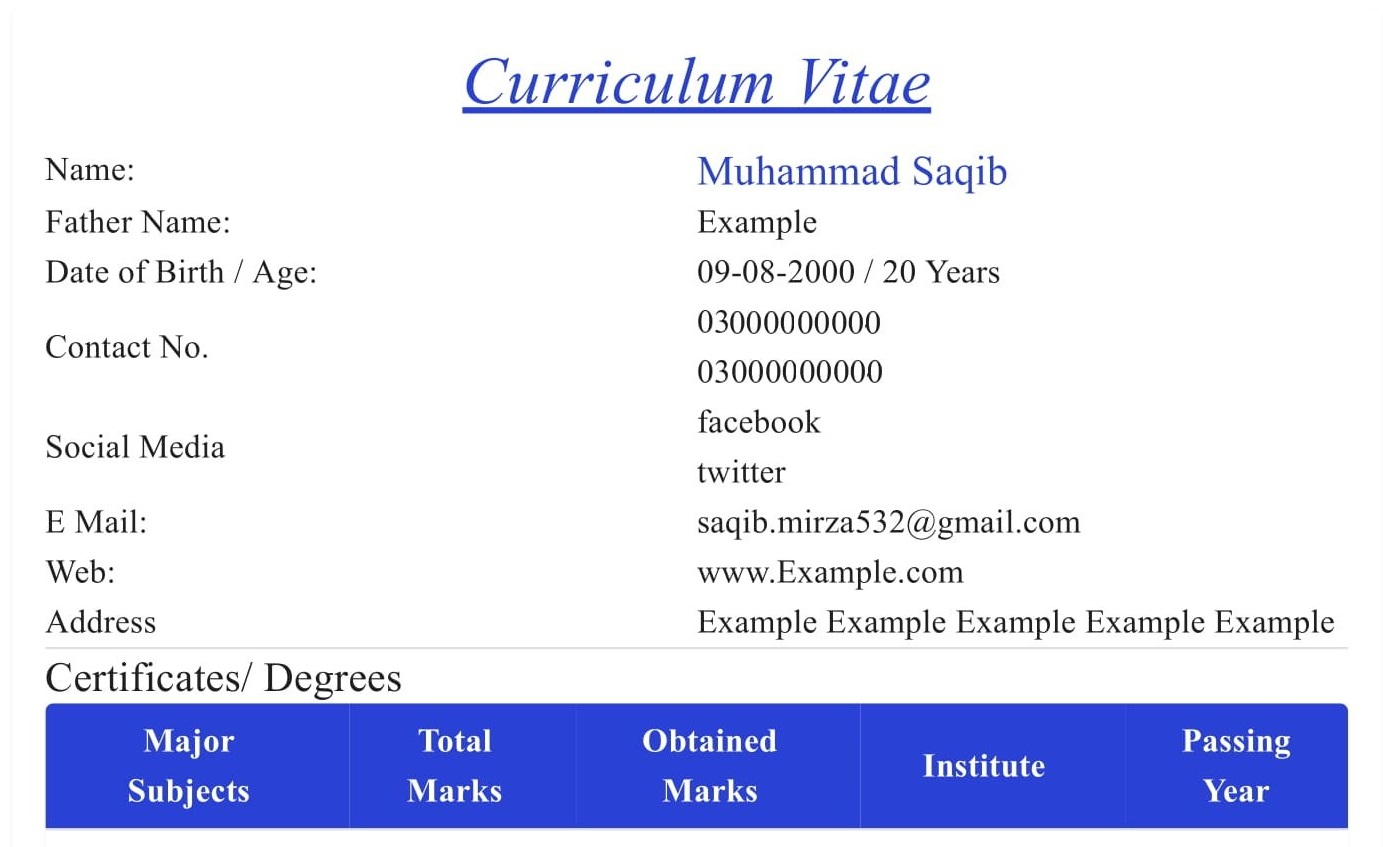 Curriculum Vitae
Name: Muhammad Saqib
Father Name: Example
Date of Birth / Age: 09-08-2000 / 20 Years
Contact No.
03000000000
03000000000
Social Media
facebook
twitter
E Mail: saqib.mirza532@gmail.com
Web: www.Example.com
Address Example Example Example Example Example
Certificates/ Degrees
Major Subjects Total Marks Obtained Marks Institute Passing Year